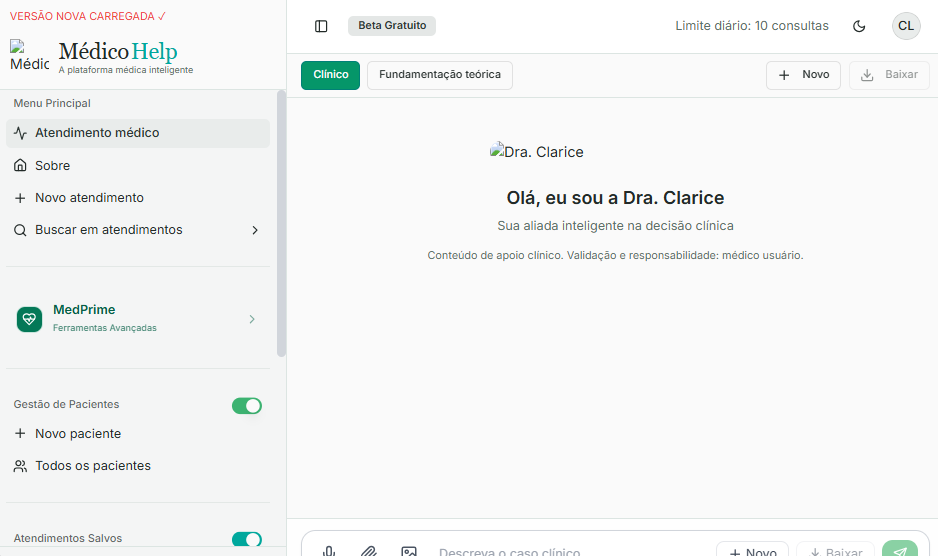 VERSÃO NOVA CARREGADA ✓
Médic
Médico Help
A plataforma médica inteligente
Menu Principal
Atendimento médico
Sobre
Novo atendimento
Buscar em atendimentos
MedPrime
Ferramentas Avançadas
Gestão de Pacientes
Novo paciente
Todos os pacientes
Atendimentos Salvos
Beta Gratuito
Limite diário: 10 consultas
CL
Clínico
Fundamentação teórica
Novo
Baixar
Dra. Clarice
Olá, eu sou a Dra. Clarice
Sua aliada inteligente na decisão clínica
Conteúdo de apoio clínico. Validação e responsabilidade: médico usuário.
Descreva o caso clínico
Novo
Baixar